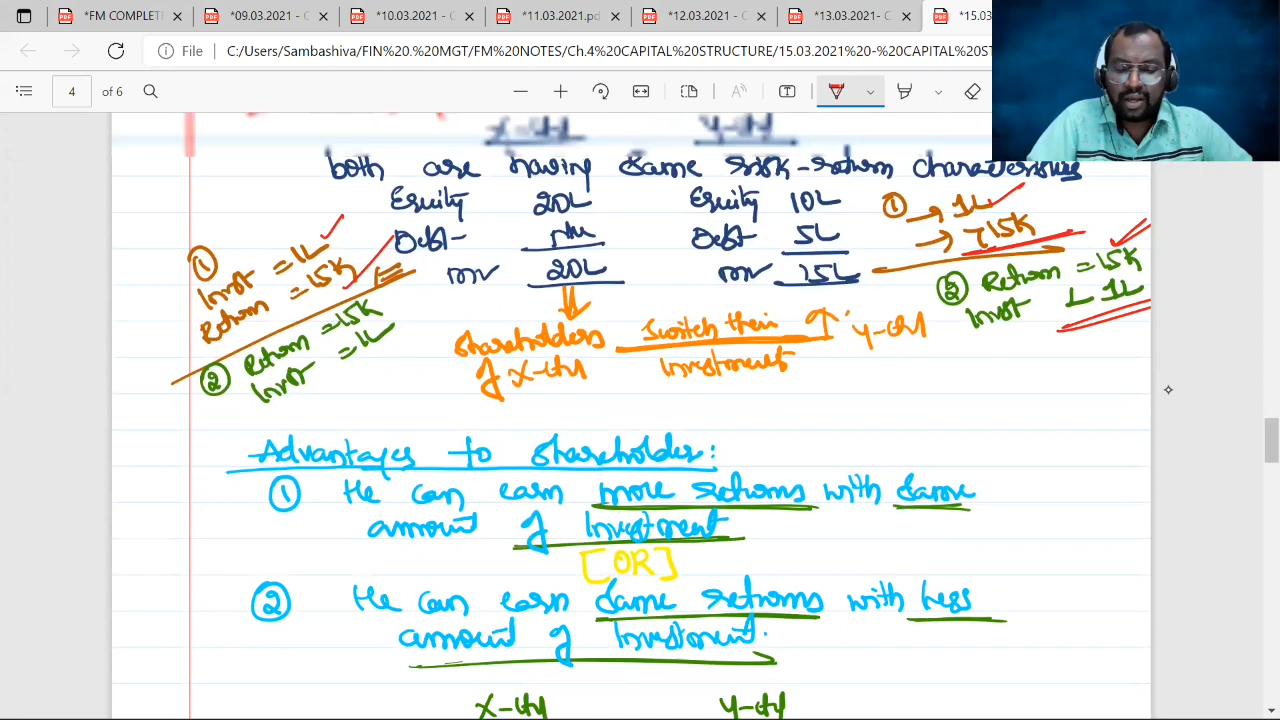 *FM COMPLET
*09.03.2021 - C
*10.03.2021 - C
*11.03.2021.pd
*12.03.2021 - C
*13.03.2021- C
*15.03
File C:/Users/Sambashiva/FIN%20.%20MGT/FM%20NOTES/Ch.4%20CAPITAL%20STRUCTURE/15.03.2021%20-%20CAPITAL%20ST
4 of 6
X-Ltd Y-Ltd
both are having same risk-return characteristics
Equity 20L Equity 10L
Debt- Nil Debt 5L
MV 20L MV 15L
① Invst = 1L
Return = 15K
② Return = 15K
Invst = 1L
① → 1L
→ > 15K
② Return = 15K
Invst < 1L
Shareholders of X-Ltd
Switch their Investment
Y-Ltd
Advantages to Shareholder:
① He can earn more returns with same
amount of Investment
[OR]
② He can earn same returns with less
amount of Investment.
X-Ltd Y-Ltd